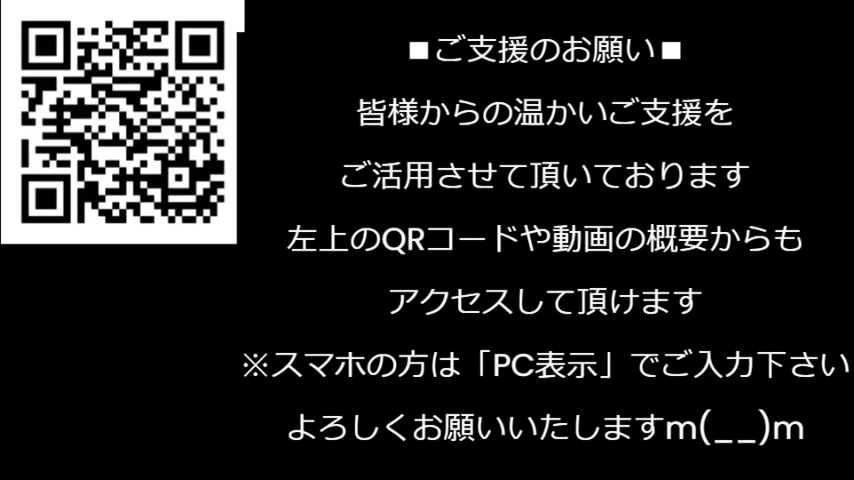 ■ご支援のお願い■
皆様からの温かいご支援を
ご活用させて頂いております
左上のQRコードや動画の概要からも
アクセスして頂けます
※スマホの方は「PC表示」でご入力下さい
よろしくお願いいたしますm(__)m